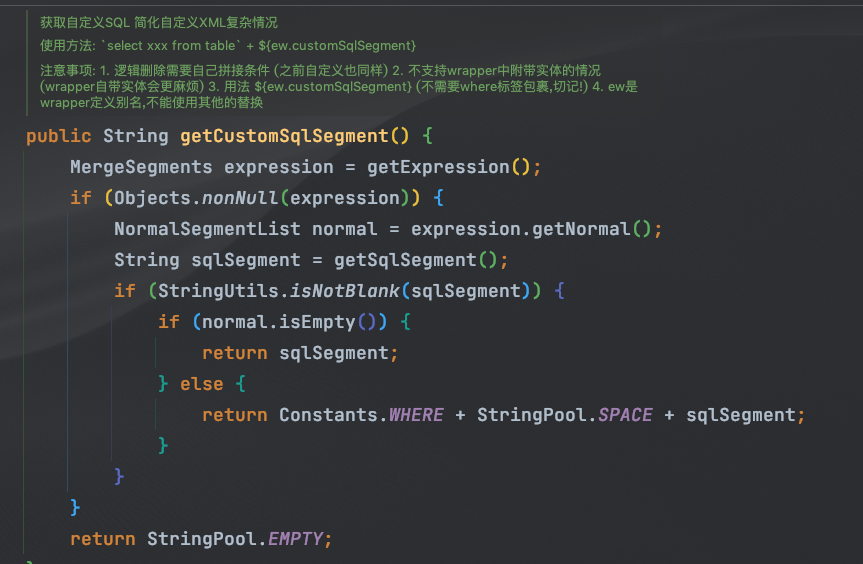 获取自定义SQL 简化自定义XML复杂情况
使用方法: `select xxx from table` + ${ew.customSqlSegment}
注意事项: 1. 逻辑删除需要自己拼接条件 (之前自定义也同样) 2. 不支持wrapper中附带实体的情况
(wrapper自带实体会更麻烦) 3. 用法 ${ew.customSqlSegment} (不需要where标签包裹,切记!) 4. ew是
wrapper定义别名,不能使用其他的替换
public String getCustomSqlSegment() {
    MergeSegments expression = getExpression();
    if (Objects.nonNull(expression)) {
        NormalSegmentList normal = expression.getNormal();
        String sqlSegment = getSqlSegment();
        if (StringUtils.isNotBlank(sqlSegment)) {
            if (normal.isEmpty()) {
                return sqlSegment;
            } else {
                return Constants.WHERE + StringPool.SPACE + sqlSegment;
            }
        }
    }
    return StringPool.EMPTY;